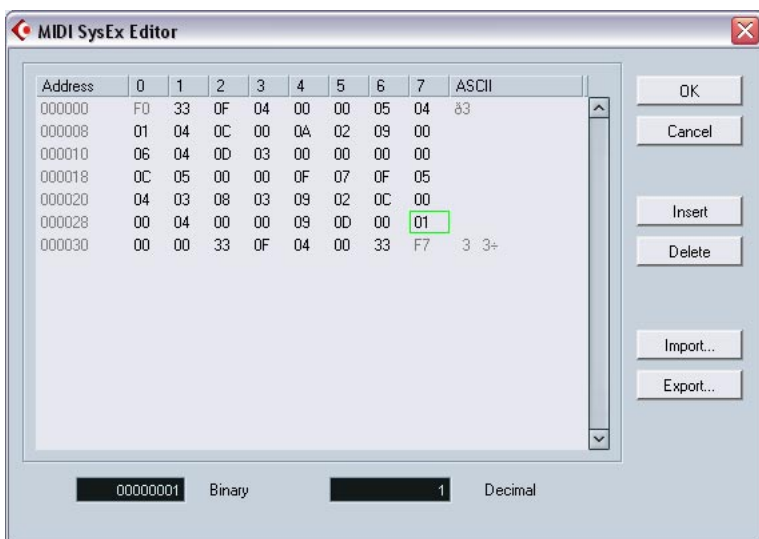 MIDI SysEx Editor
Address 0 1 2 3 4 5 6 7 ASCII
000000 F0 33 0F 04 00 00 05 04 ð3
000008 01 04 0C 00 0A 02 09 00
000010 06 04 0D 03 00 00 00 00
000018 0C 05 00 00 0F 07 0F 05
000020 04 03 08 03 09 02 0C 00
000028 00 04 00 00 09 0D 00 01
000030 00 00 33 0F 04 00 33 F7 3 3÷
OK
Cancel
Insert
Delete
Import...
Export...
00000001 Binary 1 Decimal